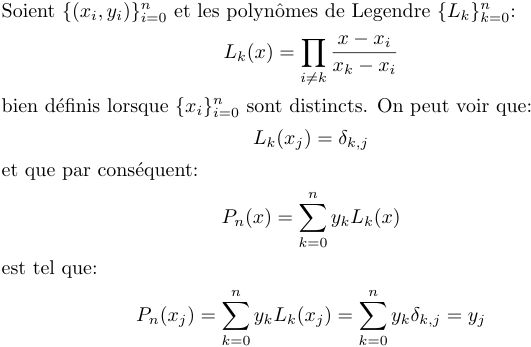 Soient $\{(x_i, y_i)\}_{i=0}^n$ et les polynômes de Legendre $\{L_k\}_{k=0}^n$:
$L_k(x) = \prod_{i \neq k} \frac{x - x_i}{x_k - x_i}$
bien définis lorsque $\{x_i\}_{i=0}^n$ sont distincts. On peut voir que:
$L_k(x_j) = \delta_{k,j}$
et que par conséquent:
$P_n(x) = \sum_{k=0}^n y_k L_k(x)$
est tel que:
$P_n(x_j) = \sum_{k=0}^n y_k L_k(x_j) = \sum_{k=0}^n y_k \delta_{k,j} = y_j$